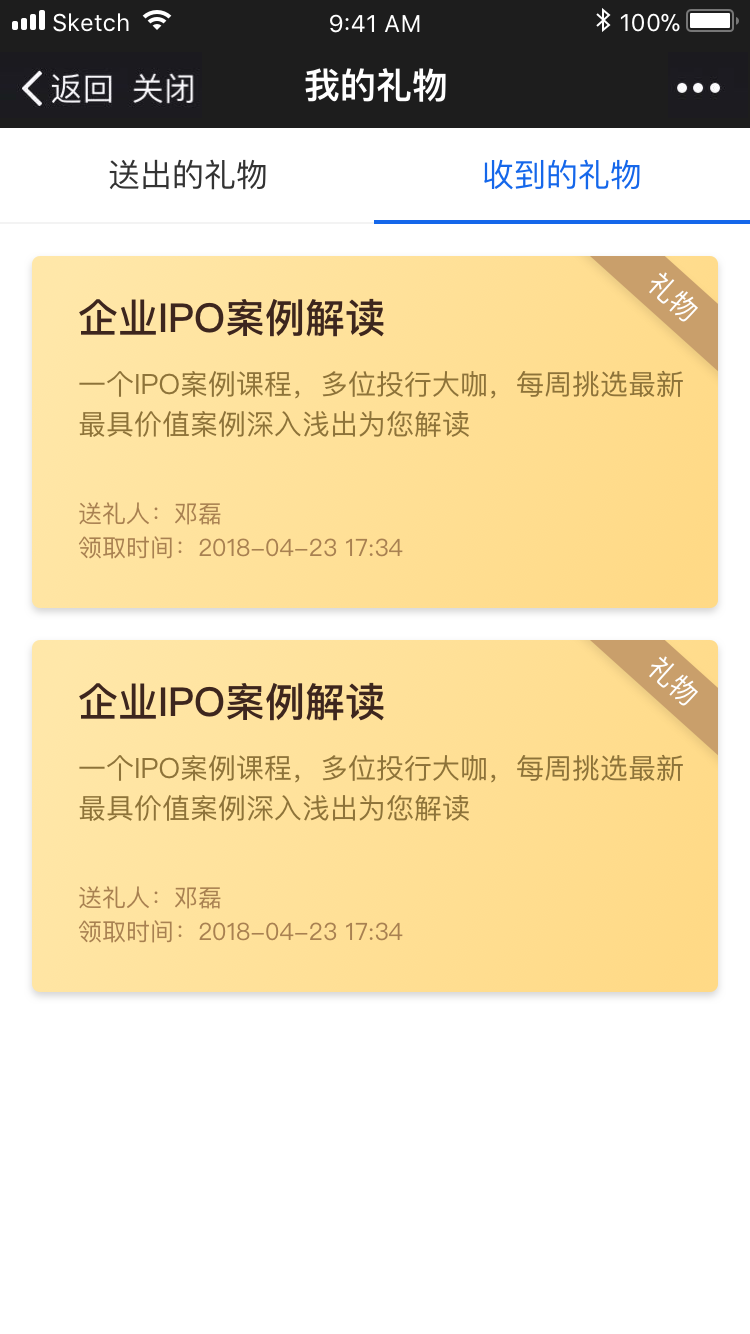 Sketch 9:41 AM 100%
返回 关闭 我的礼物
送出的礼物 收到的礼物
企业IPO案例解读
礼物
一个IPO案例课程，多位投行大咖，每周挑选最新
最具价值案例深入浅出为您解读
送礼人：邓磊
领取时间：2018-04-23 17:34
企业IPO案例解读
礼物
一个IPO案例课程，多位投行大咖，每周挑选最新
最具价值案例深入浅出为您解读
送礼人：邓磊
领取时间：2018-04-23 17:34